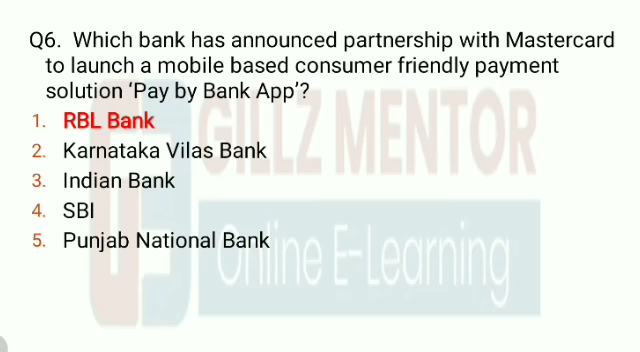 Q6. Which bank has announced partnership with Mastercard
to launch a mobile based consumer friendly payment
solution ‘Pay by Bank App’?
1. RBL Bank
2. Karnataka Vilas Bank
3. Indian Bank
4. SBI
5. Punjab National Bank
GILLZ MENTOR
Online E-Learning